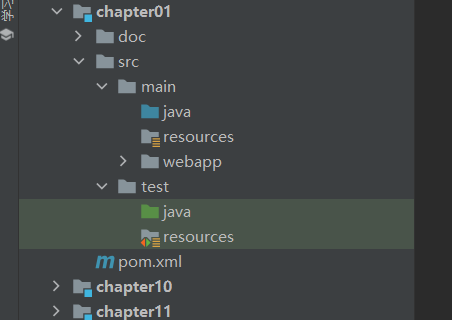 chapter01
doc
src
main
java
resources
webapp
test
java
resources
pom.xml
chapter10
chapter11